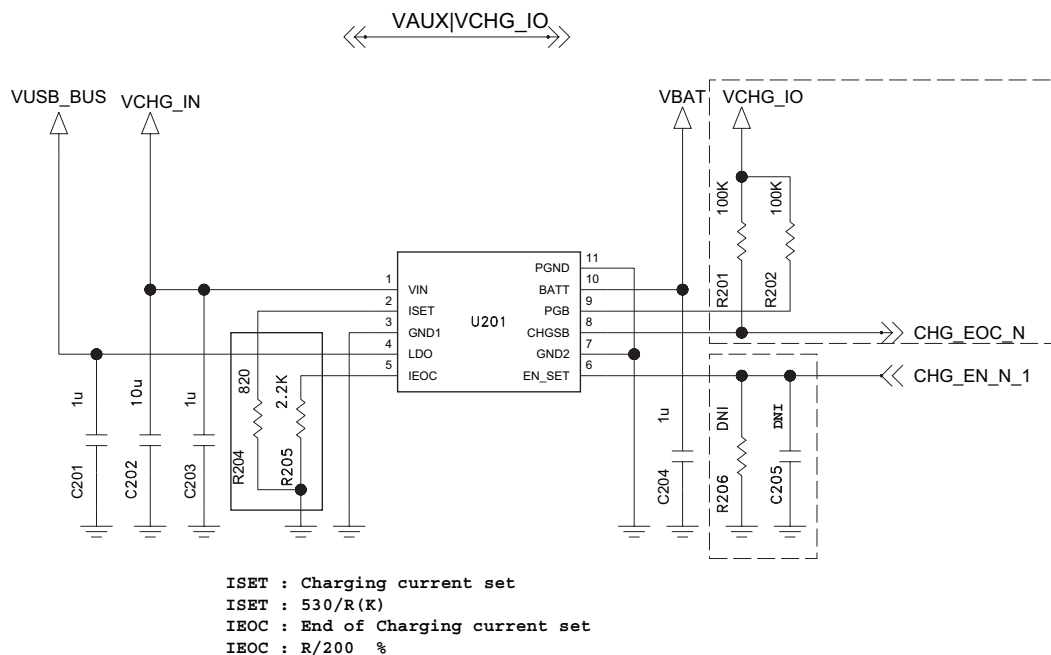 VAUX|VCHG_IO
VUSB_BUS
VCHG_IN
VBAT
VCHG_IO
100K
100K
R201
R202
U201
1
VIN
2
ISET
3
GND1
4
LDO
5
IEOC
11
PGND
10
BATT
9
PGB
8
CHGSB
7
GND2
6
EN_SET
CHG_EOC_N
CHG_EN_N_1
1u
C201
10u
C202
1u
C203
820
R204
2.2K
R205
1u
C204
DNI
R206
DNI
C205
ISET : Charging current set
ISET : 530/R(K)
IEOC : End of Charging current set
IEOC : R/200 %